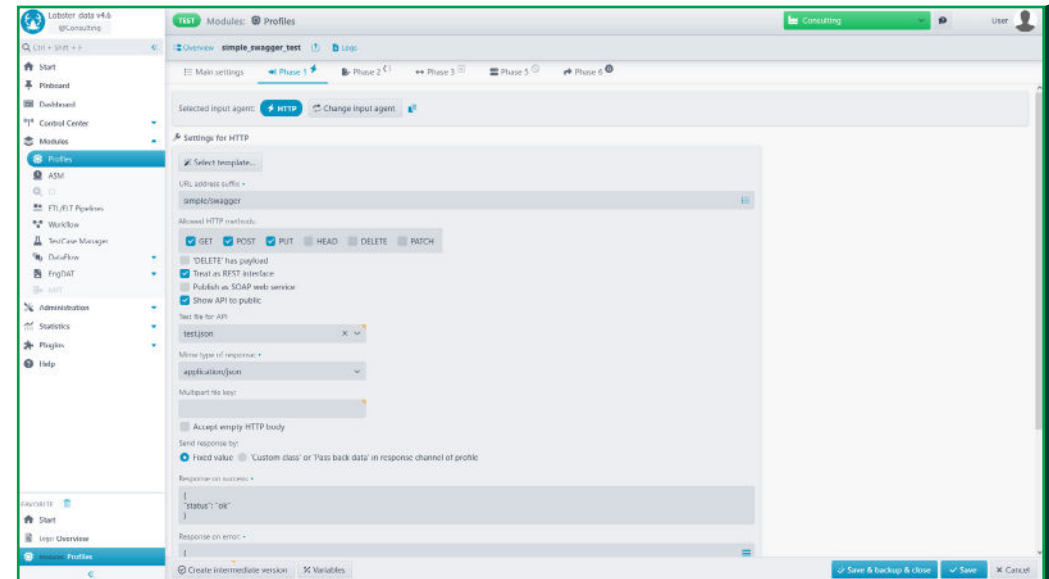 Lobster data v4.6
@Consulting
TEST Modules: Profiles
Consulting
User
Ctrl + Shift + F
Overview simple_swagger_test Logs
Start
Pinboard
Dashboard
Control Center
Modules
Profiles
ASM
CI
ETL/ELT Pipelines
Workflow
TestCase Manager
DataFlow
EngDAT
Administration
Statistics
Plugins
Help
Main settings Phase 1 Phase 2 Phase 3 Phase 5 Phase 6
Selected input agent: HTTP Change input agent
Settings for HTTP
Select template...
URL address suffix
simple/swagger
Allowed HTTP methods:
GET POST PUT HEAD DELETE PATCH
'DELETE' has payload
Treat as REST interface
Publish as SOAP web service
Show API to public
Test file for API
test.json
Mime type of response:
application/json
Multipart file key:
Accept empty HTTP body
Send response by:
Fixed value 'Custom class' or 'Pass back data' in response channel of profile
Response on success:
{
"status": "ok"
}
Response on error:
{
FAVORITE
Start
Overview
Profiles
Create intermediate version Variables
Save & backup & close Save Cancel